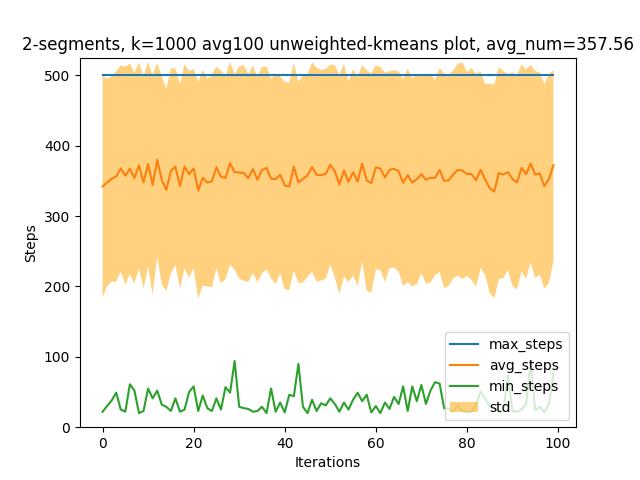 2-segments, k=1000 avg100 unweighted-kmeans plot, avg_num=357.56
500
400
300
200
100
0
Steps
max_steps
avg_steps
min_steps
std
0 20 40 60 80 100
Iterations